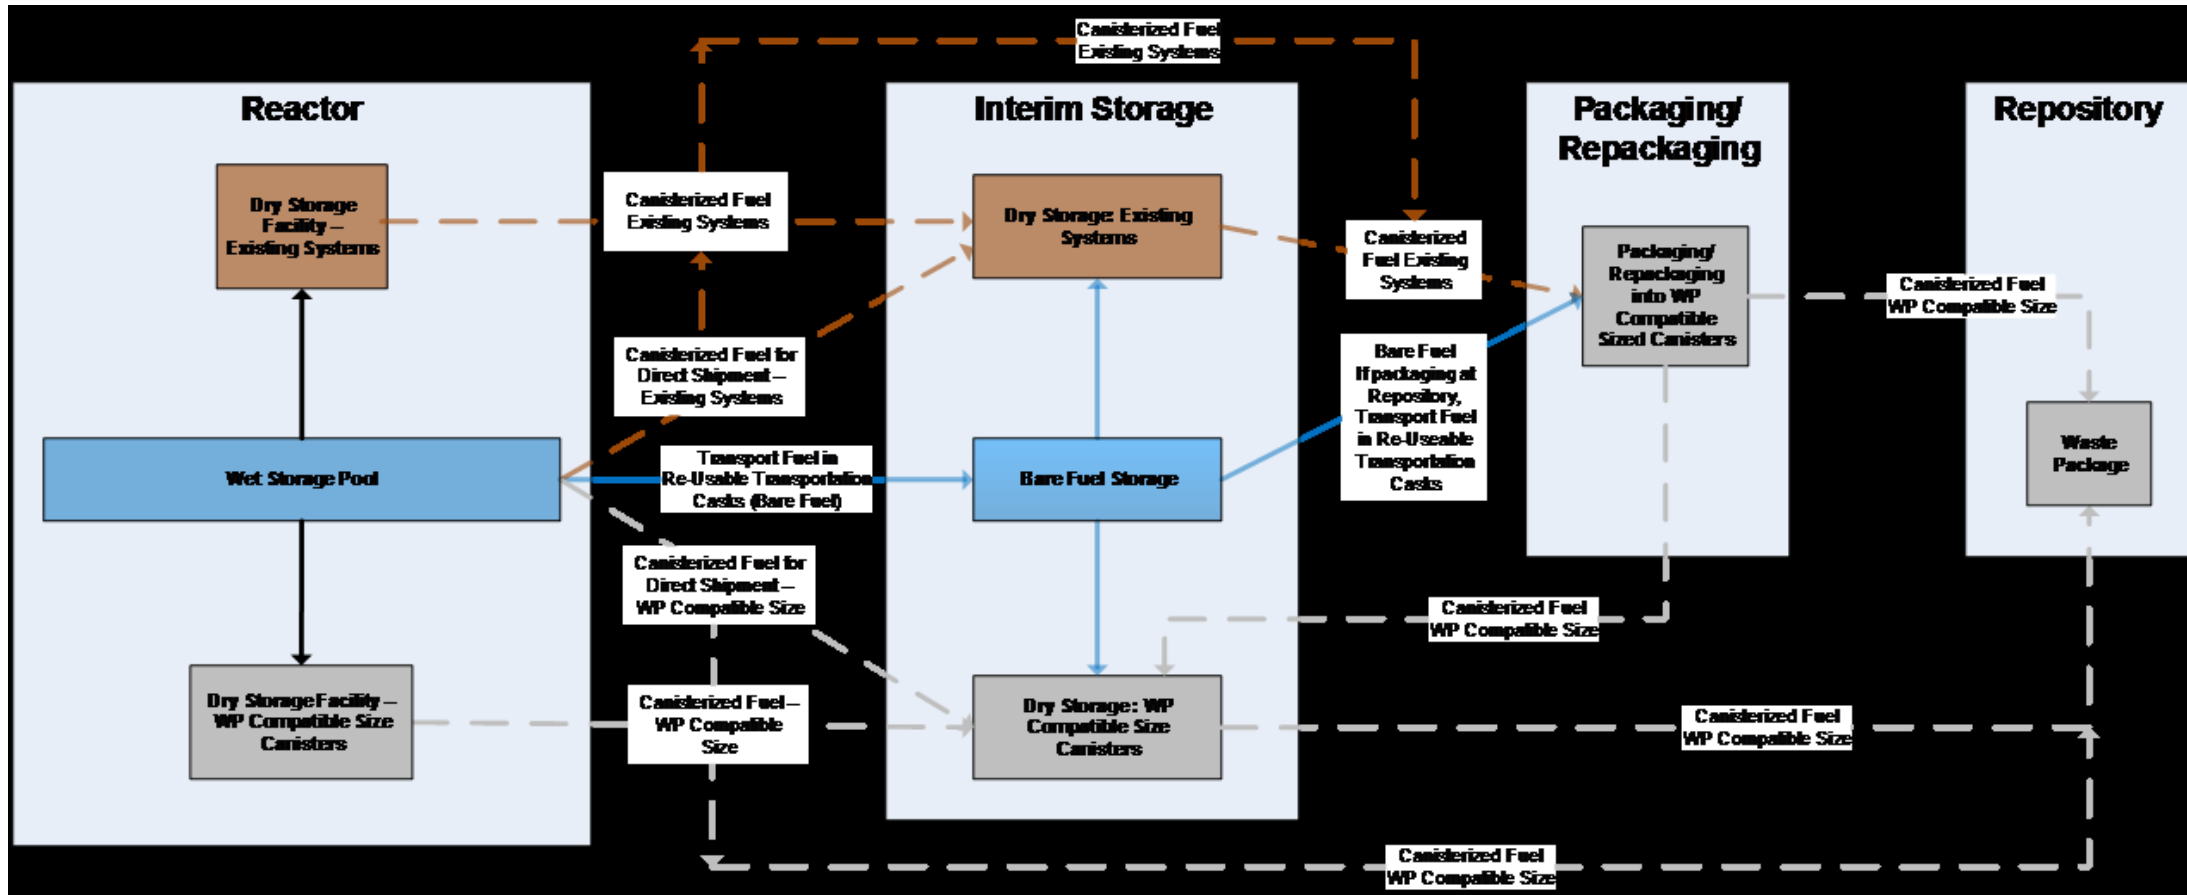 Canisterized Fuel
Existing Systems
Reactor
Interim Storage
Packaging/
Repackaging
Repository
Dry Storage
Facility –
Existing Systems
Canisterized Fuel
Existing Systems
Dry Storage: Existing
Systems
Canisterized
Fuel Existing
Systems
Packaging/
Repackaging
into WP
Compatible
Sized Canisters
Canisterized Fuel
WP Compatible Size
Canisterized Fuel for
Direct Shipment –
Existing Systems
Bare Fuel
If packaging at
Repository,
Transport Fuel
in Re-Useable
Transportation
Casks
Wet Storage Pool
Transport Fuel in
Re-Usable Transportation
Casks (Bare Fuel)
Bare Fuel Storage
Waste
Package
Canisterized Fuel for
Direct Shipment –
WP Compatible Size
Canisterized Fuel
WP Compatible Size
Dry Storage Facility –
WP Compatible Size
Canisters
Canisterized Fuel –
WP Compatible
Size
Dry Storage: WP
Compatible Size
Canisters
Canisterized Fuel
WP Compatible Size
Canisterized Fuel
WP Compatible Size